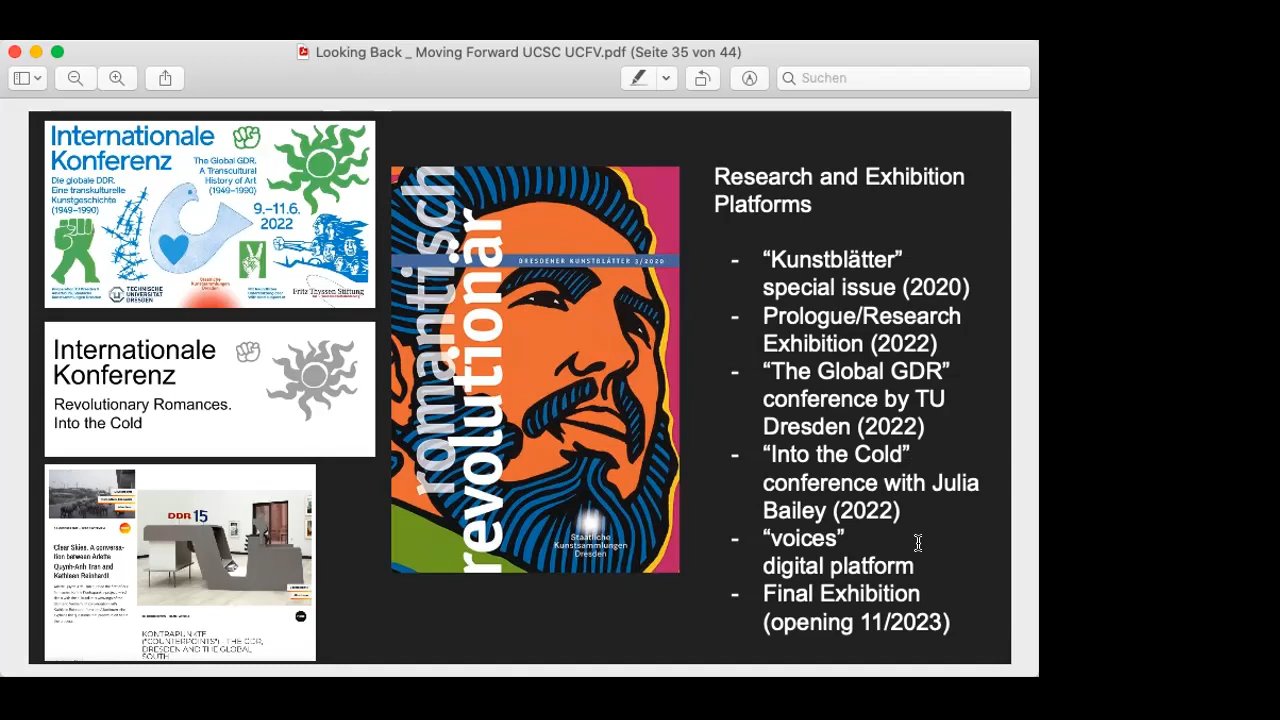 Looking Back _ Moving Forward UCSC UCFV.pdf (Seite 35 von 44)
Suchen
Internationale
Konferenz
Die globale DDR.
Eine transkulturelle
Kunstgeschichte
(1949–1990)
The Global GDR.
A Transcultural
History of Art
(1949–1990)
9.–11.6.
2022
TECHNISCHE
UNIVERSITÄT
DRESDEN
Staatliche
Kunstsammlungen
Dresden
Fritz Thyssen Stiftung
Internationale
Konferenz
Revolutionary Romances.
Into the Cold
DDR 15
Clear Skies. A conversa-
tion between Arlette
Quynh-Anh Tran and
Kathleen Reinhardt
KONTRAPUNKTE
("COUNTERPOINTS"). THE GDR,
DRESDEN AND THE GLOBAL
SOUTH
romantisch
revolutionär
DRESDENER KUNSTBLÄTTER 3/2020
Staatliche
Kunstsammlungen
Dresden
Research and Exhibition
Platforms
- “Kunstblätter”
special issue (2020)
- Prologue/Research
Exhibition (2022)
- “The Global GDR”
conference by TU
Dresden (2022)
- “Into the Cold”
conference with Julia
Bailey (2022)
- “voices”
digital platform
- Final Exhibition
(opening 11/2023)